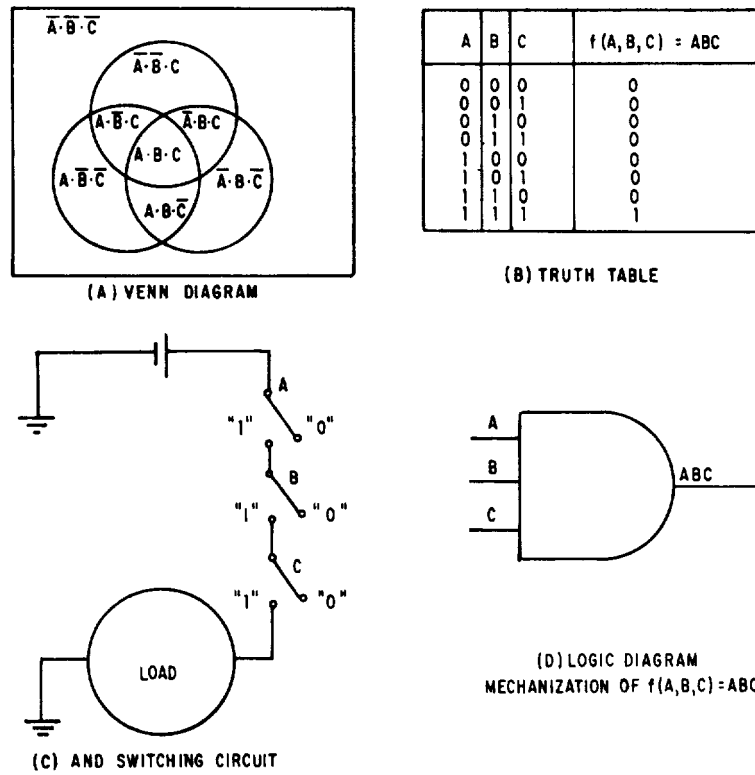 A̅·B̅·C̅
A̅·B̅·C
A·B̅·C
A̅·B·C
A·B·C
A·B̅·C̅
A̅·B·C̅
A·B·C̅
(A) VENN DIAGRAM
A B C f(A,B,C) = ABC
0 0 0 0
0 0 1 0
0 1 0 0
0 1 1 0
1 0 0 0
1 0 1 0
1 1 0 0
1 1 1 1
(B) TRUTH TABLE
A
"1" "0"
B
"1" "0"
C
"1" "0"
LOAD
(C) AND SWITCHING CIRCUIT
A
B
C
ABC
(D) LOGIC DIAGRAM
MECHANIZATION OF f(A,B,C)=ABC